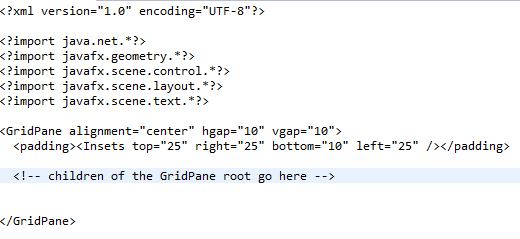 <?xml version="1.0" encoding="UTF-8"?>
<?import java.net.*?>
<?import javafx.geometry.*?>
<?import javafx.scene.control.*?>
<?import javafx.scene.layout.*?>
<?import javafx.scene.text.*?>
<GridPane alignment="center" hgap="10" vgap="10">
<padding><Insets top="25" right="25" bottom="10" left="25" /></padding>
<!-- children of the GridPane root go here -->
</GridPane>